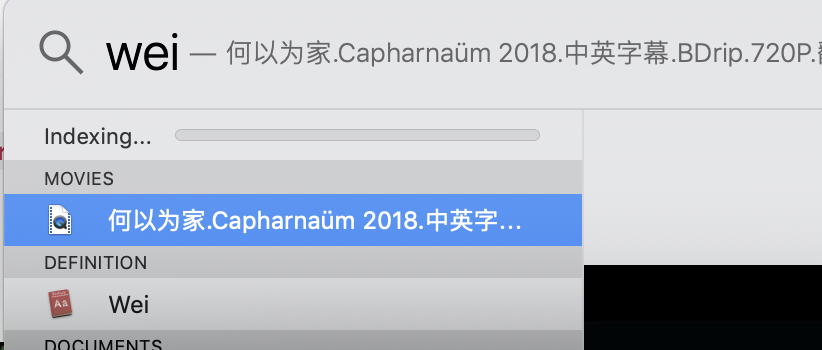 wei — 何以为家.Capharnaüm 2018.中英字幕.BDrip.720P.
Indexing...
MOVIES
何以为家.Capharnaüm 2018.中英字...
DEFINITION
Wei
DOCUMENTS